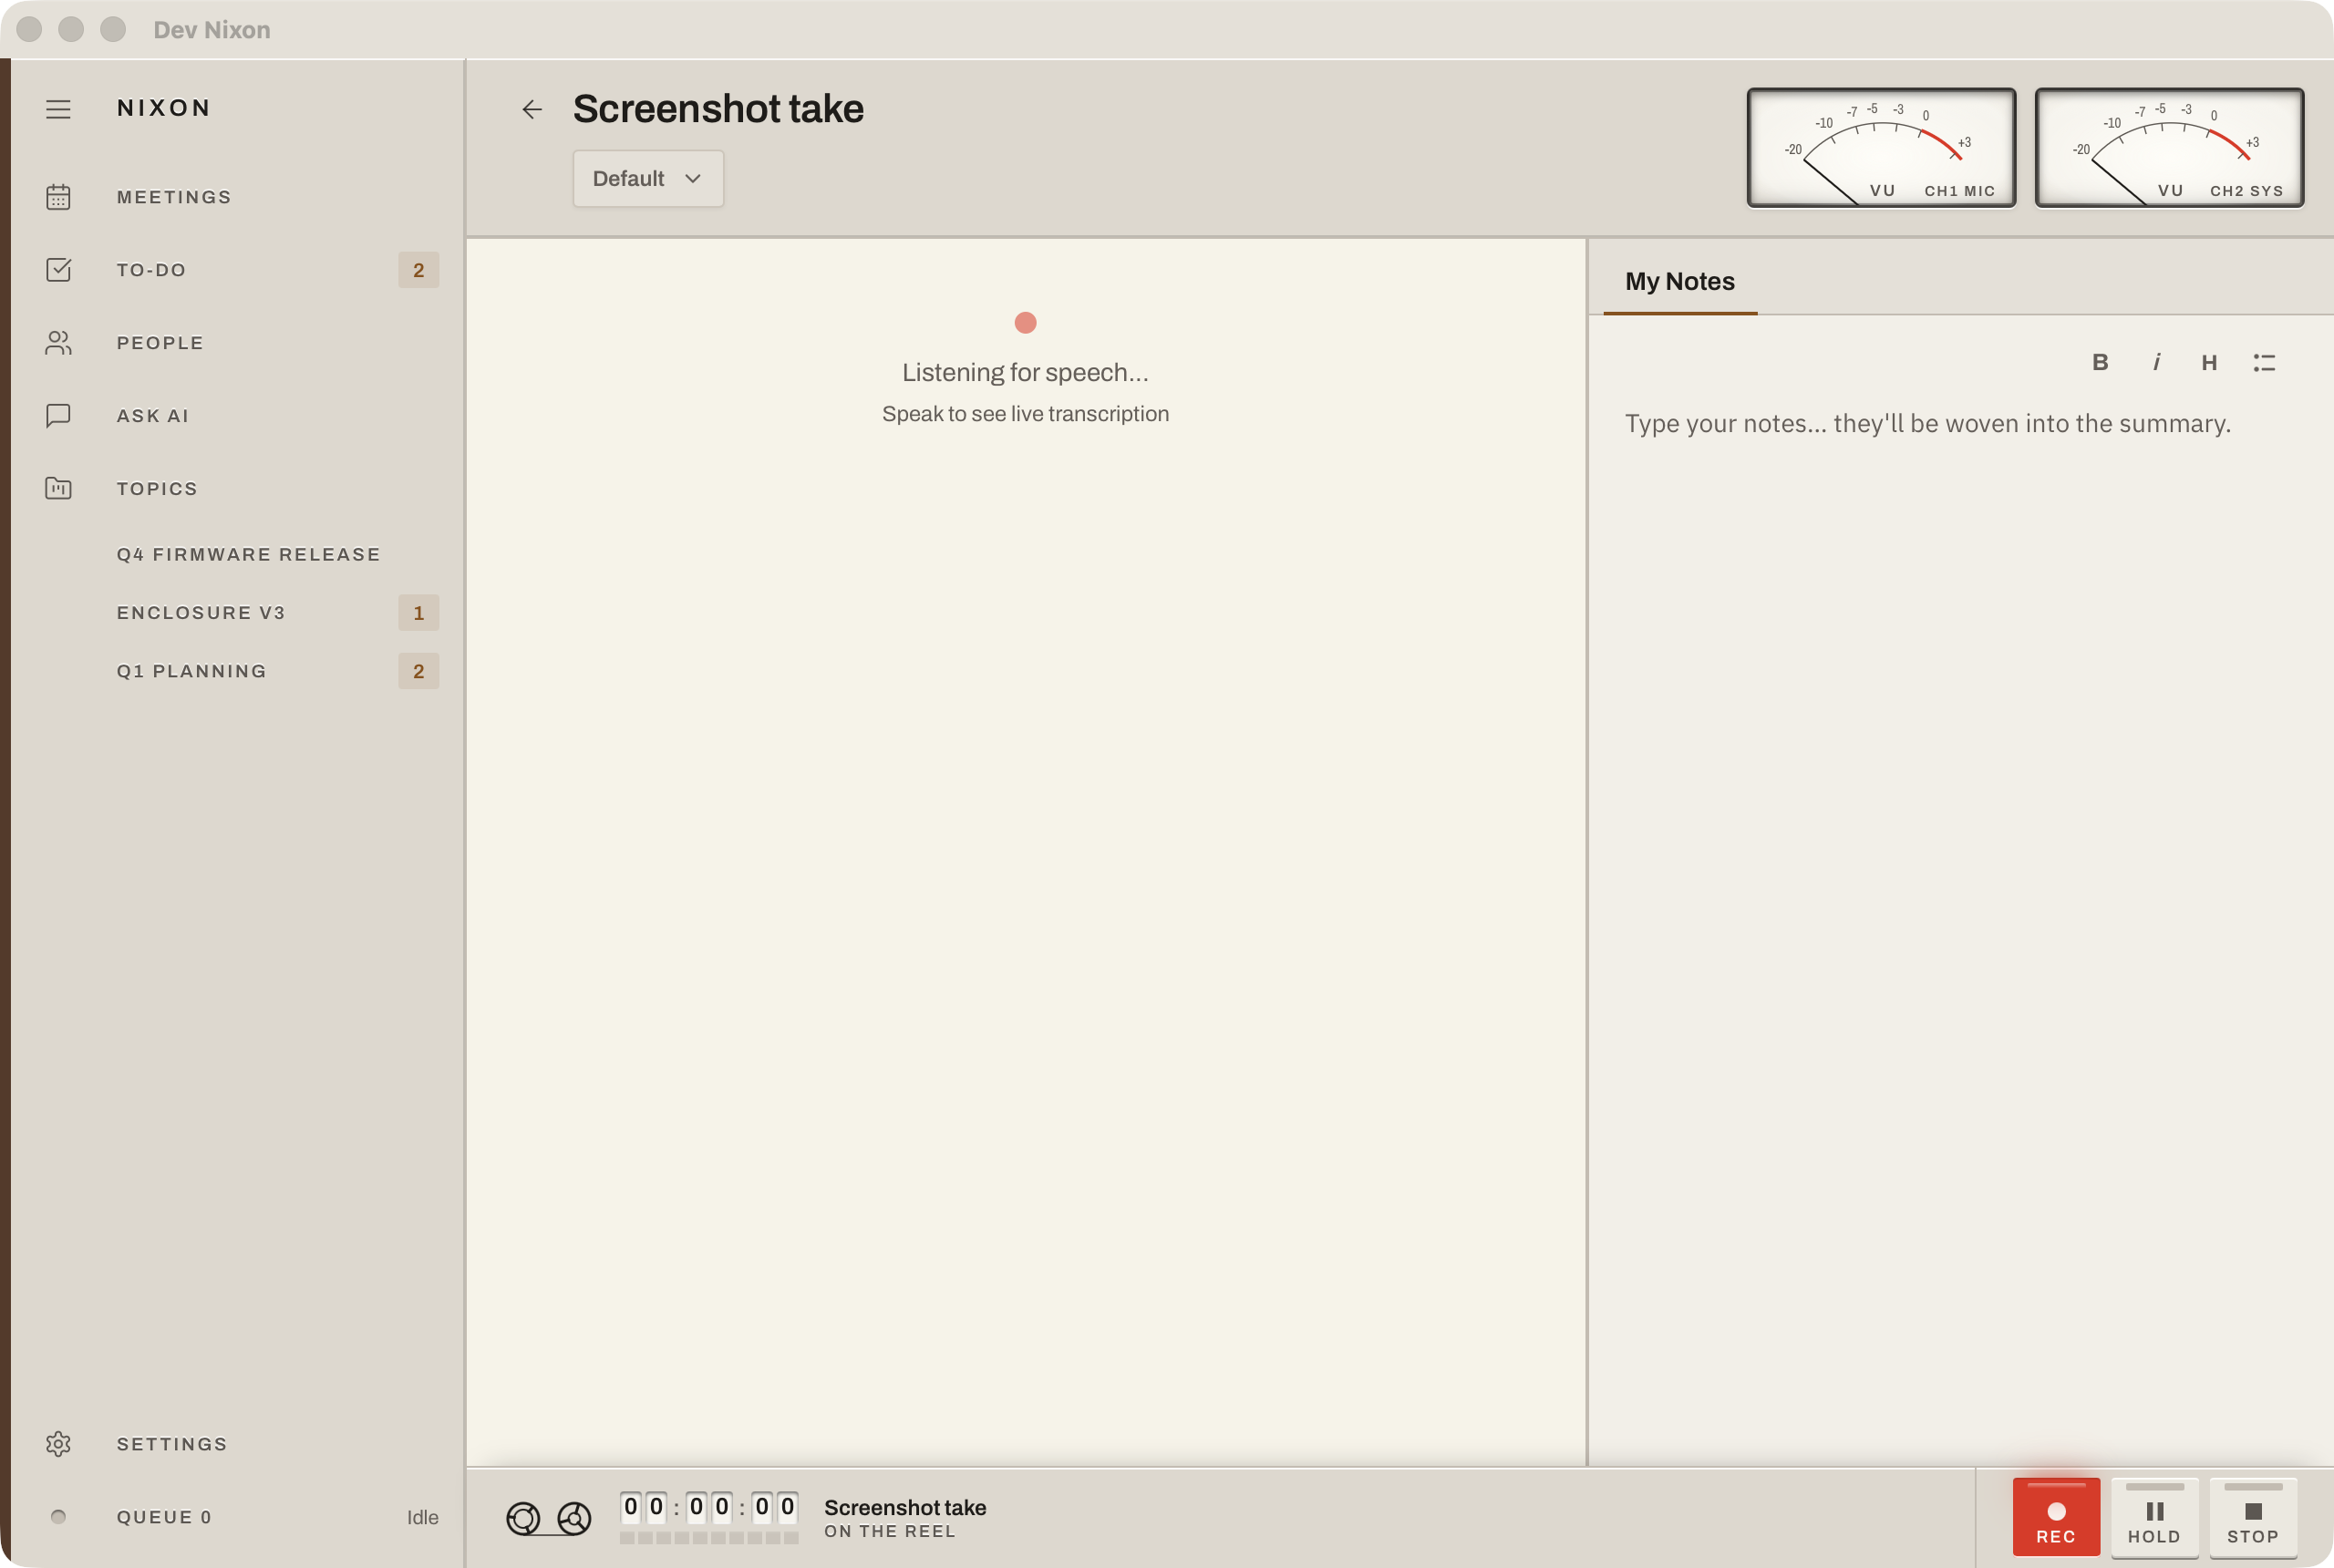 Dev Nixon
NIXON
MEETINGS
TO-DO 2
PEOPLE
ASK AI
TOPICS
Q4 FIRMWARE RELEASE
ENCLOSURE V3 1
Q1 PLANNING 2
SETTINGS
QUEUE 0 Idle
Screenshot take
Default
-20 -10 -7 -5 -3 0 +3
VU CH1 MIC
-20 -10 -7 -5 -3 0 +3
VU CH2 SYS
Listening for speech...
Speak to see live transcription
My Notes
B i H
Type your notes... they'll be woven into the summary.
00:00:00
Screenshot take
ON THE REEL
REC
HOLD
STOP